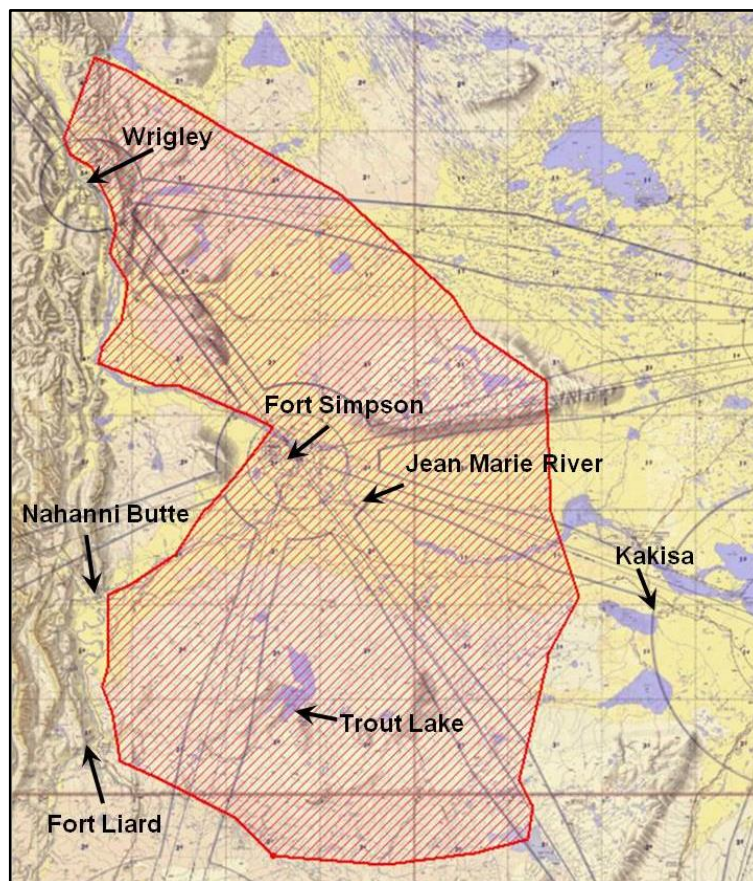 Wrigley
Fort Simpson
Jean Marie River
Nahanni Butte
Kakisa
Trout Lake
Fort Liard